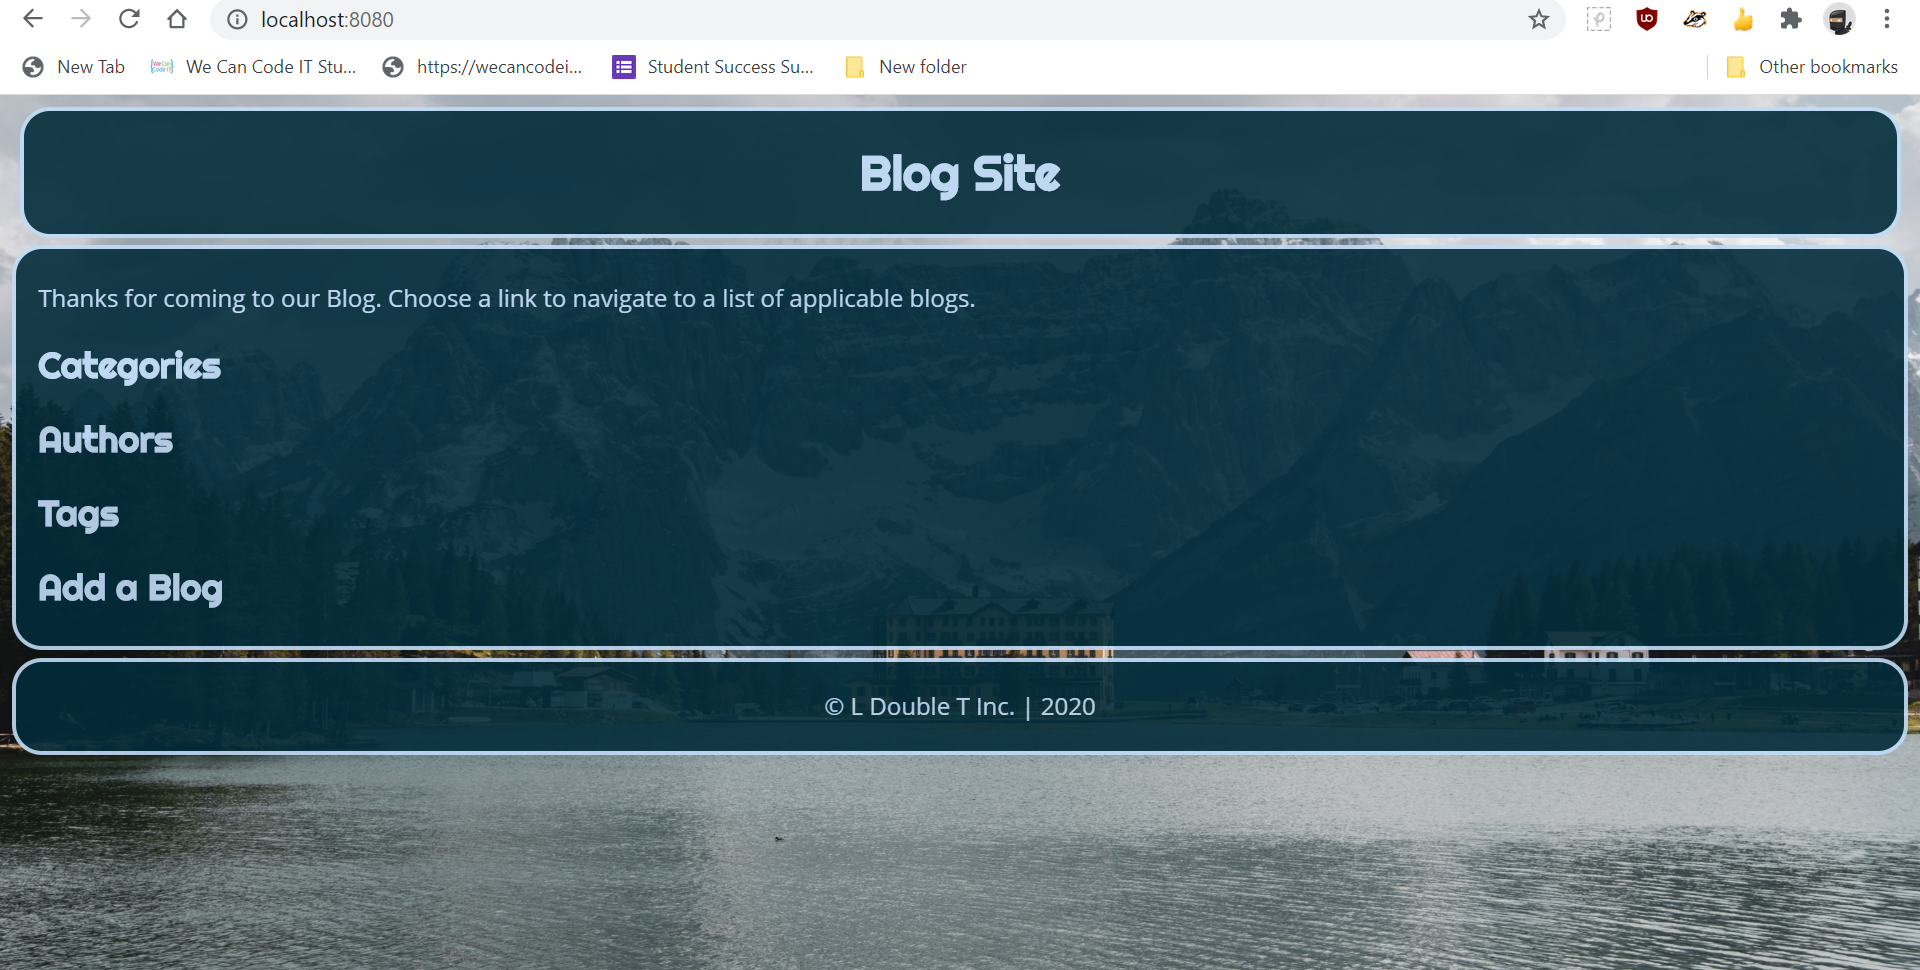 localhost:8080
New Tab We Can Code IT Stu... https://wecancodei... Student Success Su... New folder Other bookmarks
Blog Site
Thanks for coming to our Blog. Choose a link to navigate to a list of applicable blogs.
Categories
Authors
Tags
Add a Blog
© L Double T Inc. | 2020